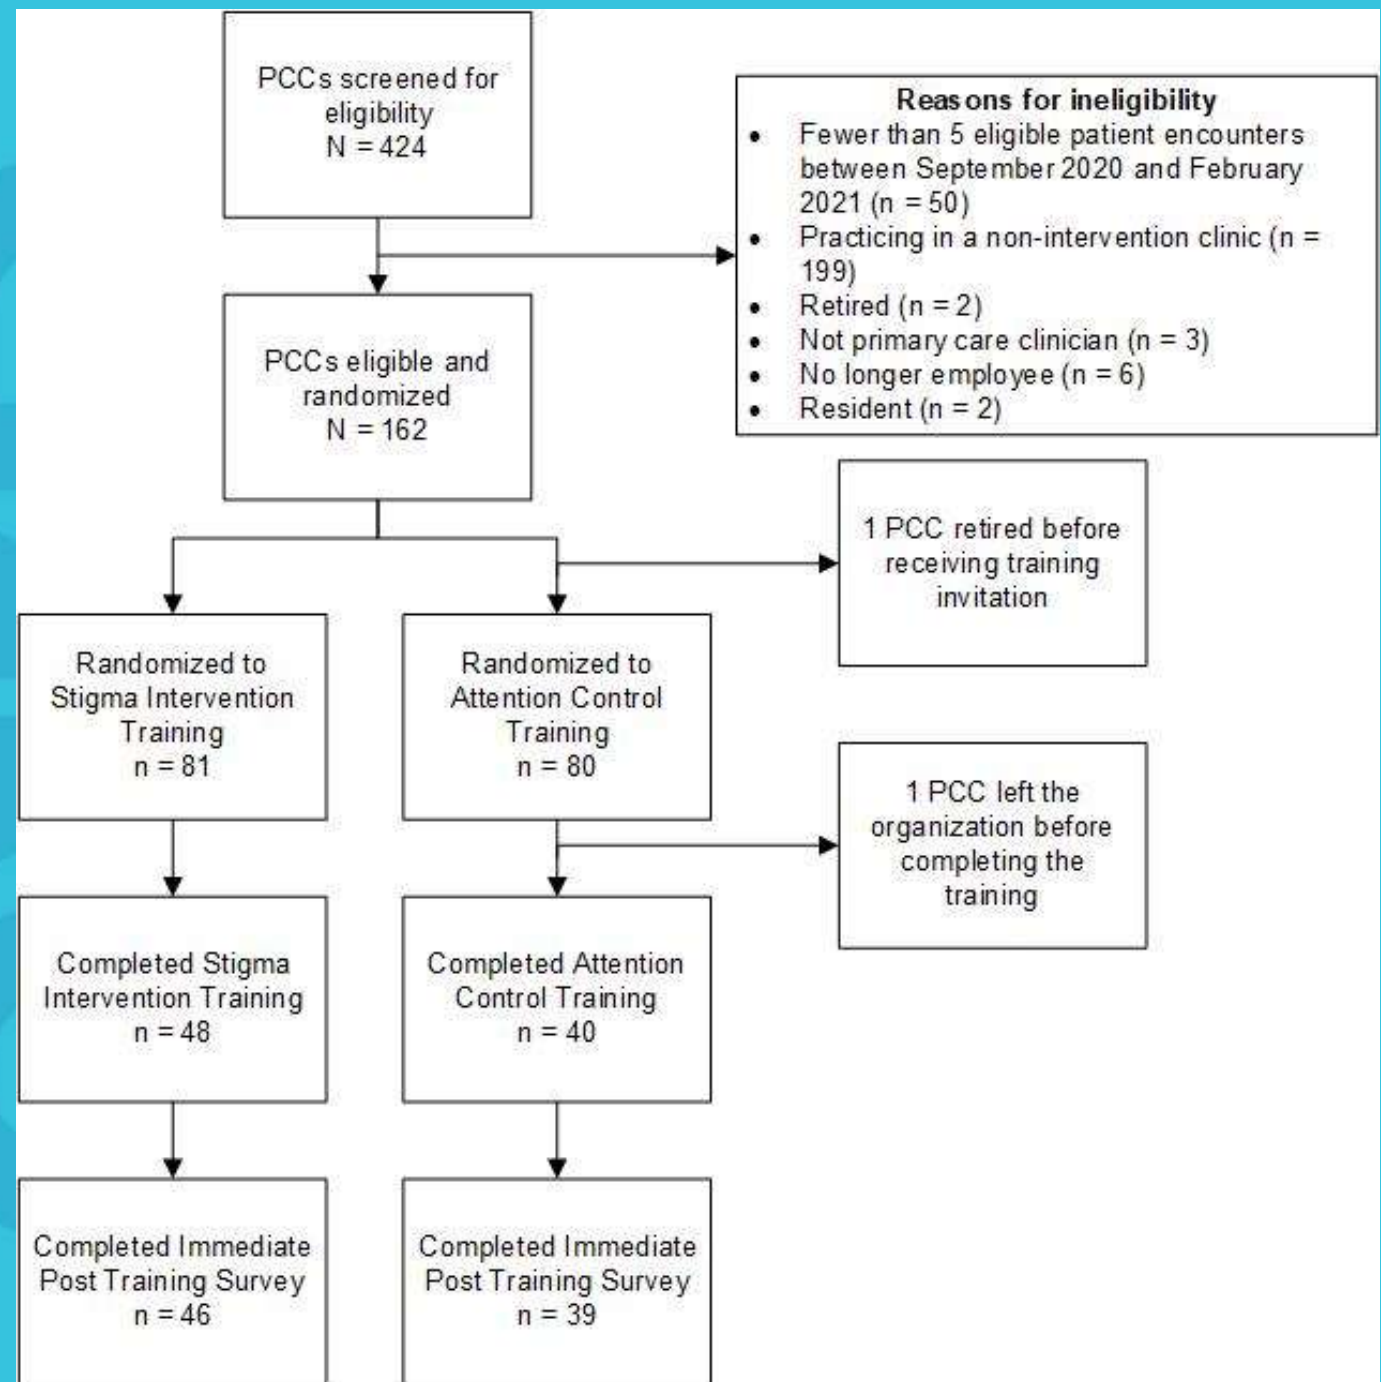 PCCs screened for
eligibility
N = 424
Reasons for ineligibility
• Fewer than 5 eligible patient encounters
between September 2020 and February
2021 (n = 50)
• Practicing in a non-intervention clinic (n =
199)
• Retired (n = 2)
• Not primary care clinician (n = 3)
• No longer employee (n = 6)
• Resident (n = 2)
PCCs eligible and
randomized
N = 162
1 PCC retired before
receiving training
invitation
Randomized to
Stigma Intervention
Training
n = 81
Randomized to
Attention Control
Training
n = 80
1 PCC left the
organization before
completing the
training
Completed Stigma
Intervention Training
n = 48
Completed Attention
Control Training
n = 40
Completed Immediate
Post Training Survey
n = 46
Completed Immediate
Post Training Survey
n = 39